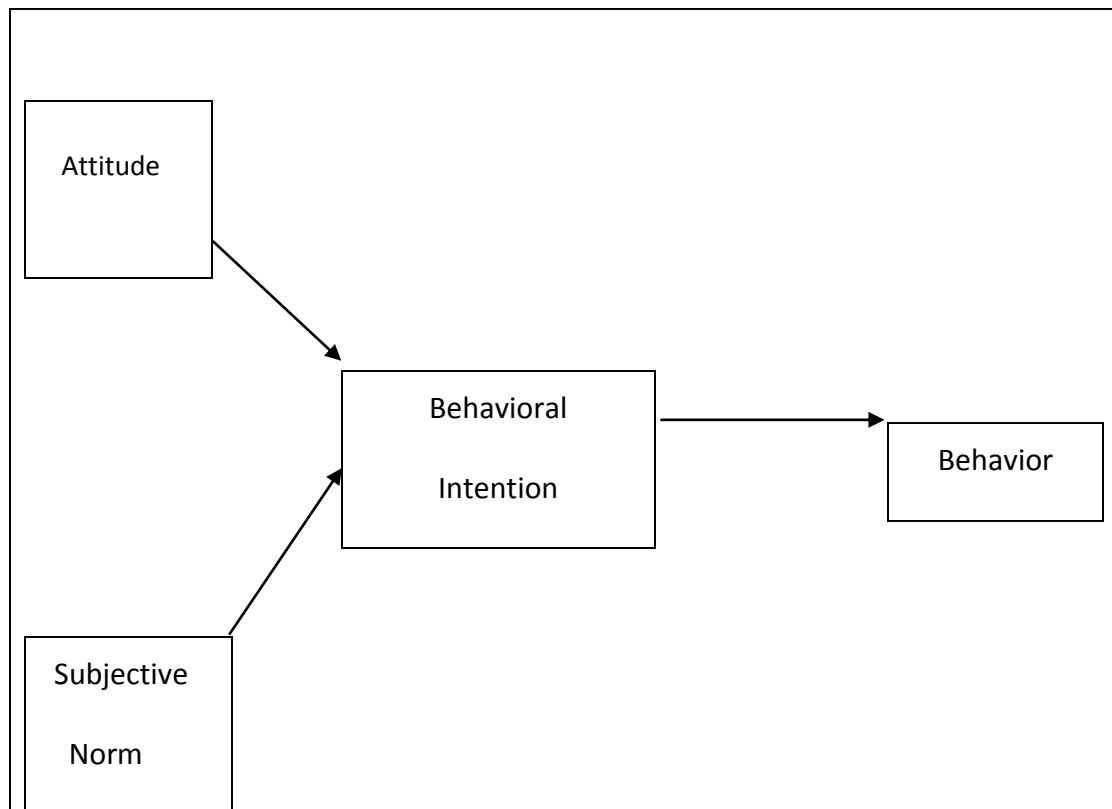 Attitude
Behavioral
Intention
Behavior
Subjective
Norm